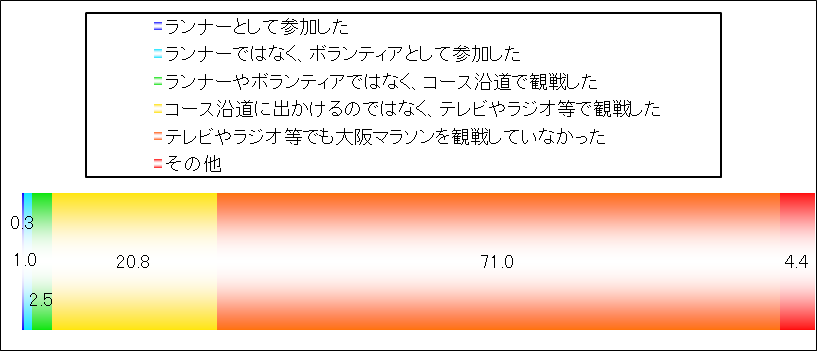 ランナーとして参加した
ランナーではなく、ボランティアとして参加した
ランナーやボランティアではなく、コース沿道で観戦した
コース沿道に出かけるのではなく、テレビやラジオ等で観戦した
テレビやラジオ等でも大阪マラソンを観戦していなかった
その他
0.3
1.0
2.5
20.8
71.0
4.4